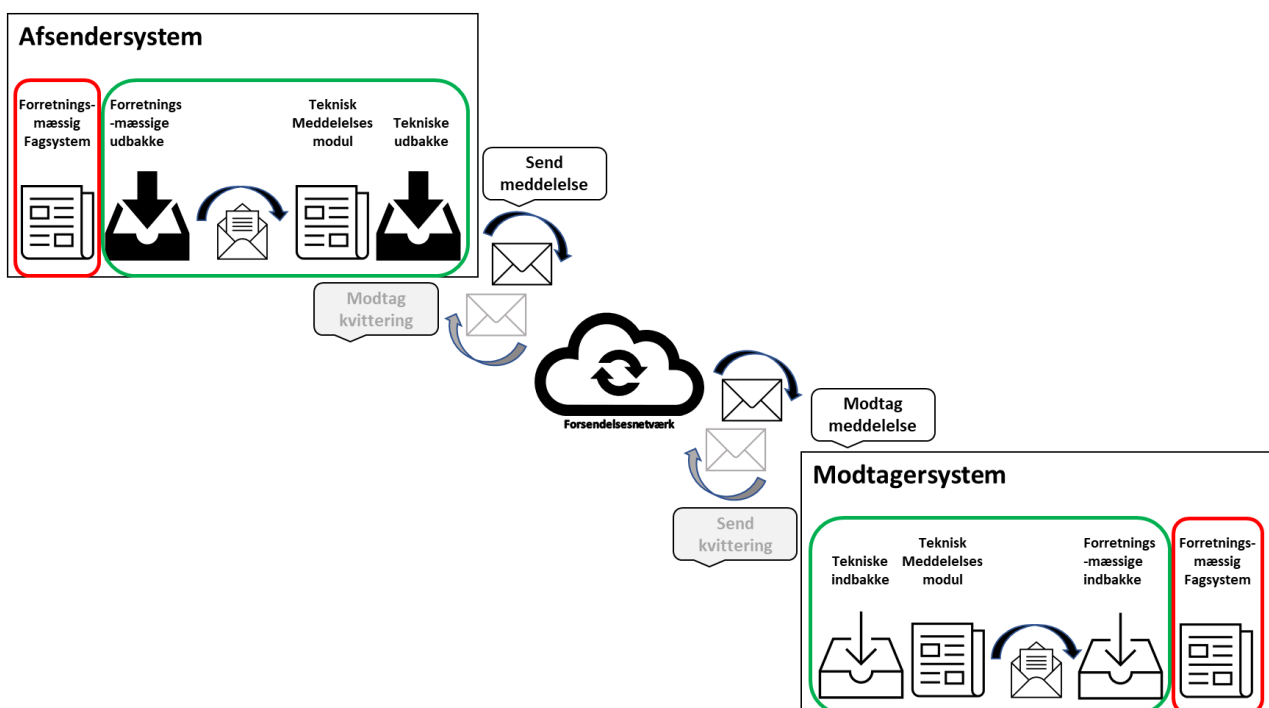 Afsendersystem
Forretnings-
mæssig
Fagsystem
Forretnings
-mæssige
udbakke
Teknisk
Meddelelses
modul
Tekniske
udbakke
Send
meddelelse
Modtag
kvittering
Forsendelsesnetværk
Modtag
meddelelse
Send
kvittering
Modtagersystem
Tekniske
indbakke
Teknisk
Meddelelses
modul
Forretnings
-mæssige
indbakke
Forretnings-
mæssig
Fagsystem